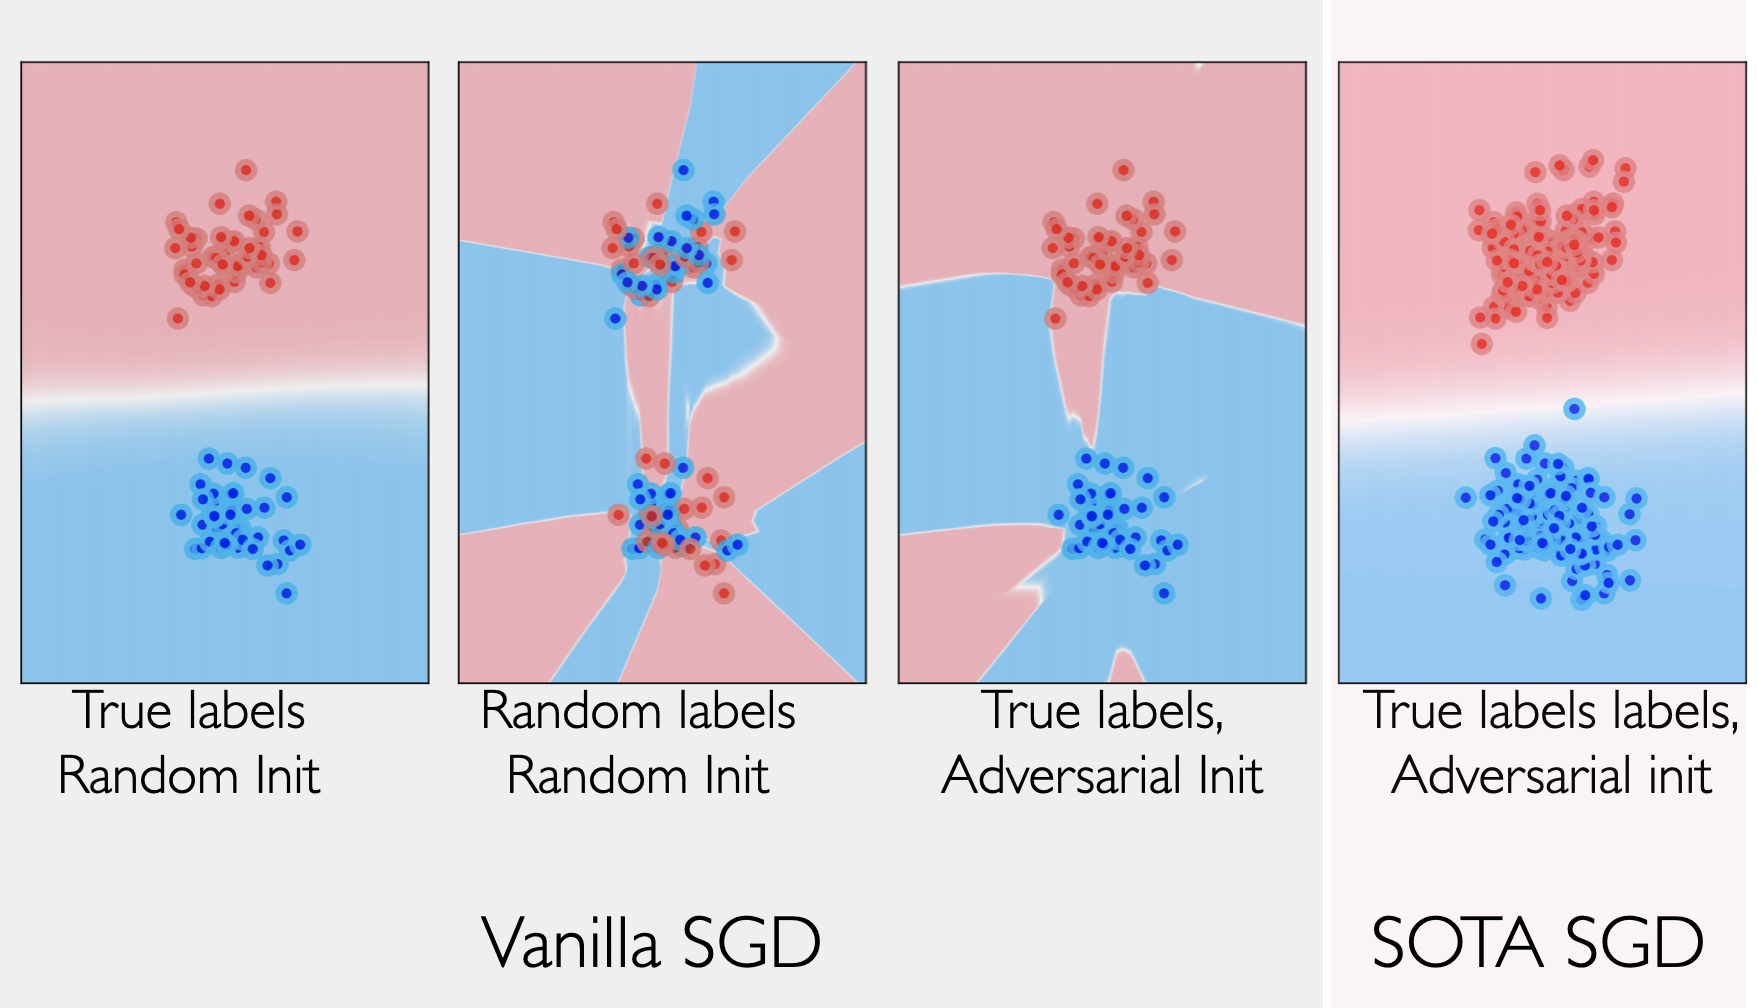 True labels
Random Init
Random labels
Random Init
True labels,
Adversarial Init
True labels labels,
Adversarial init
Vanilla SGD
SOTA SGD